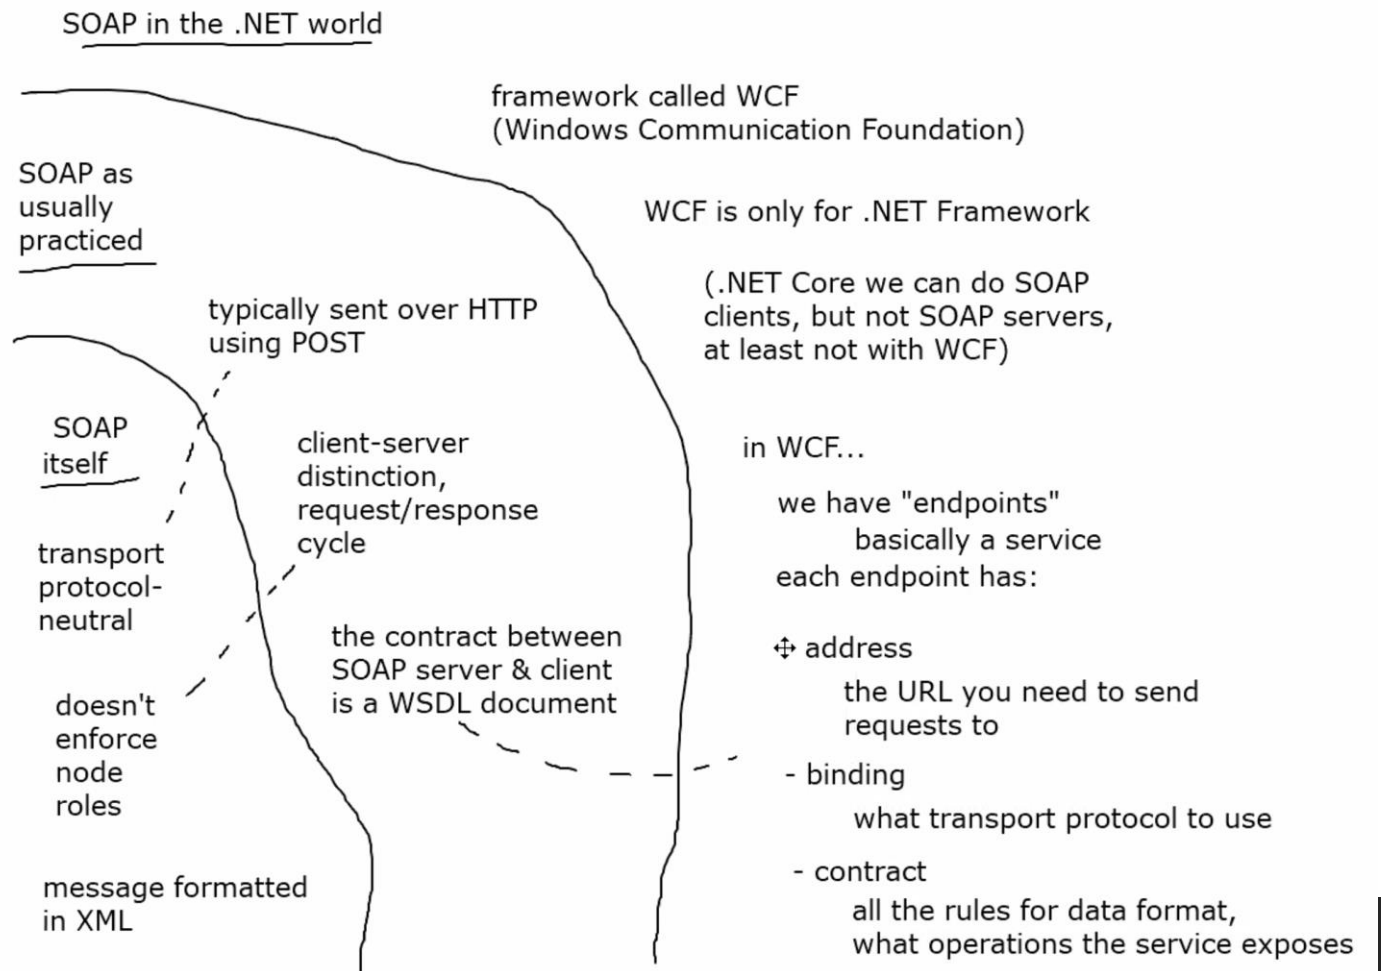 SOAP in the .NET world
framework called WCF
(Windows Communication Foundation)
SOAP as
usually
practiced
WCF is only for .NET Framework
(.NET Core we can do SOAP
clients, but not SOAP servers,
at least not with WCF)
typically sent over HTTP
using POST
SOAP
itself
client-server
distinction,
request/response
cycle
in WCF...
we have "endpoints"
basically a service
each endpoint has:
transport
protocol-
neutral
the contract between
SOAP server & client
is a WSDL document
address
the URL you need to send
requests to
doesn't
enforce
node
roles
- binding
what transport protocol to use
- contract
all the rules for data format,
what operations the service exposes
message formatted
in XML